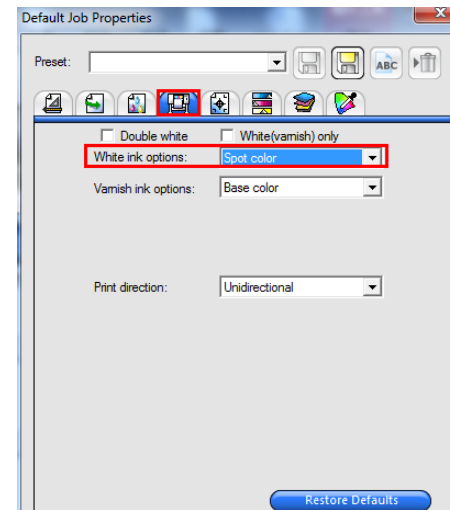 Default Job Properties
X
Preset:
ABC
Double white White(varnish) only
White ink options: Spot color
Varnish ink options: Base color
Print direction: Unidirectional
Restore Defaults